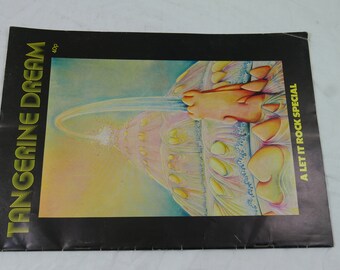 TANGERINE DREAM
40p
A LET IT ROCK SPECIAL